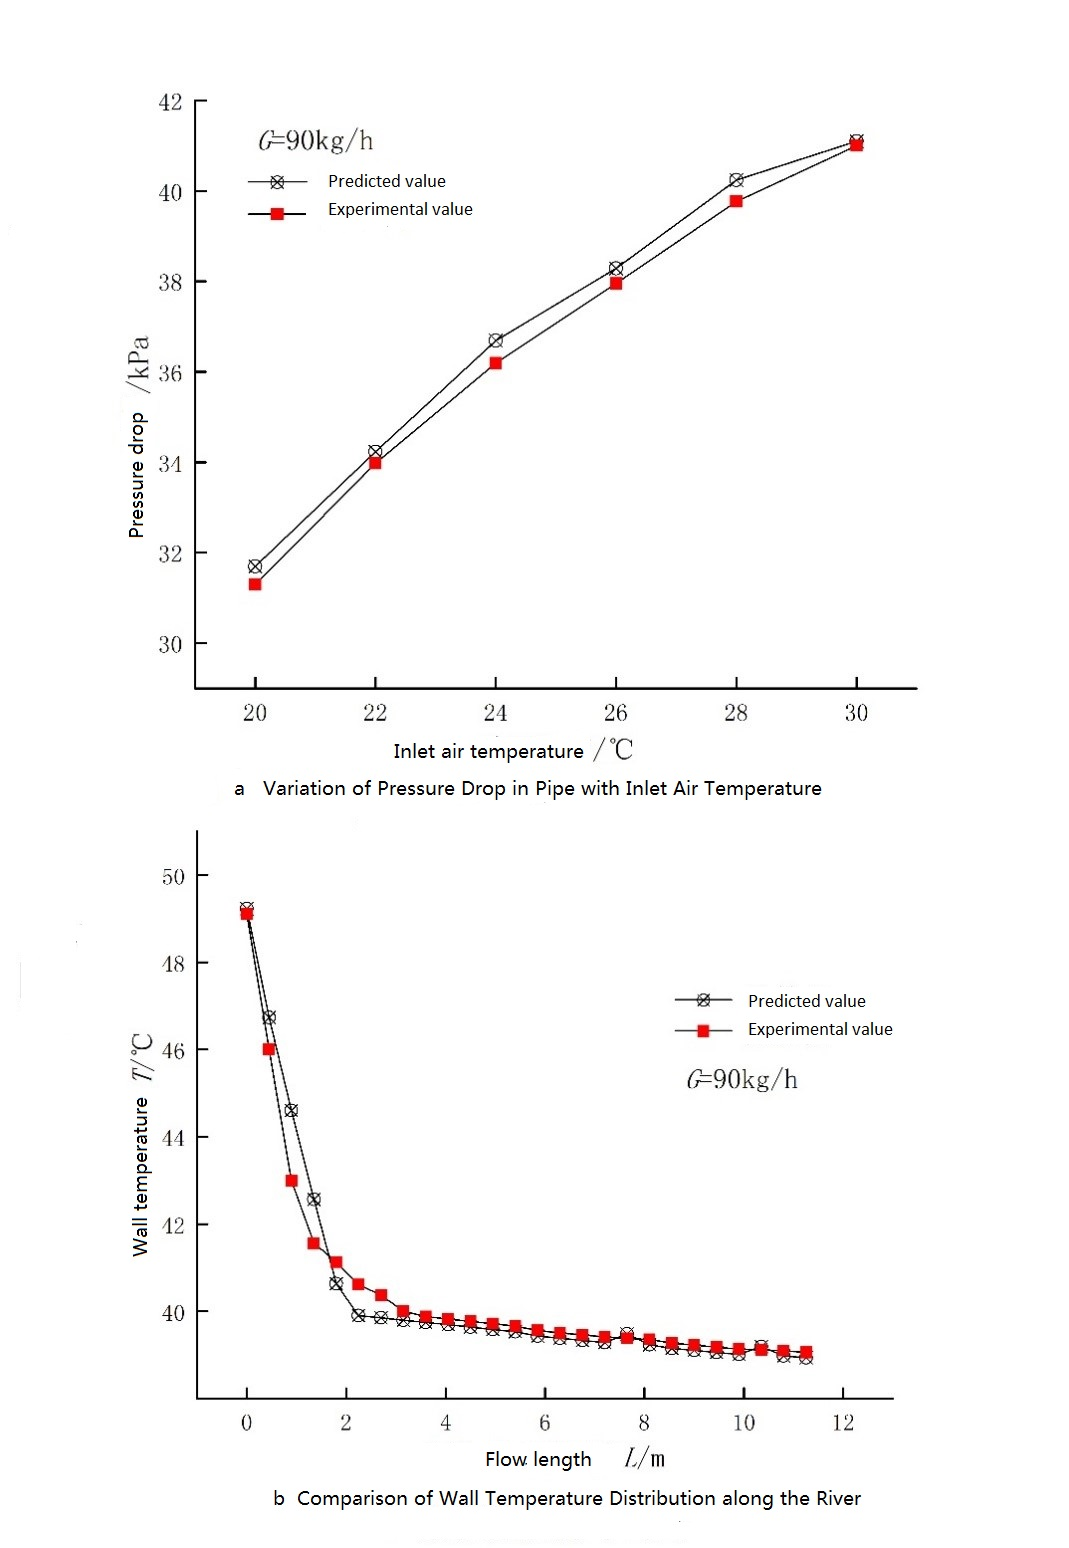 42
G=90kg/h
Predicted value
Experimental value
40
38
36
34
32
30
Pressure drop /kPa
20 22 24 26 28 30
Inlet air temperature /℃
a Variation of Pressure Drop in Pipe with Inlet Air Temperature
50
48
46
44
42
40
Wall temperature T/℃
Predicted value
Experimental value
G=90kg/h
0 2 4 6 8 10 12
Flow length L/m
b Comparison of Wall Temperature Distribution along the River